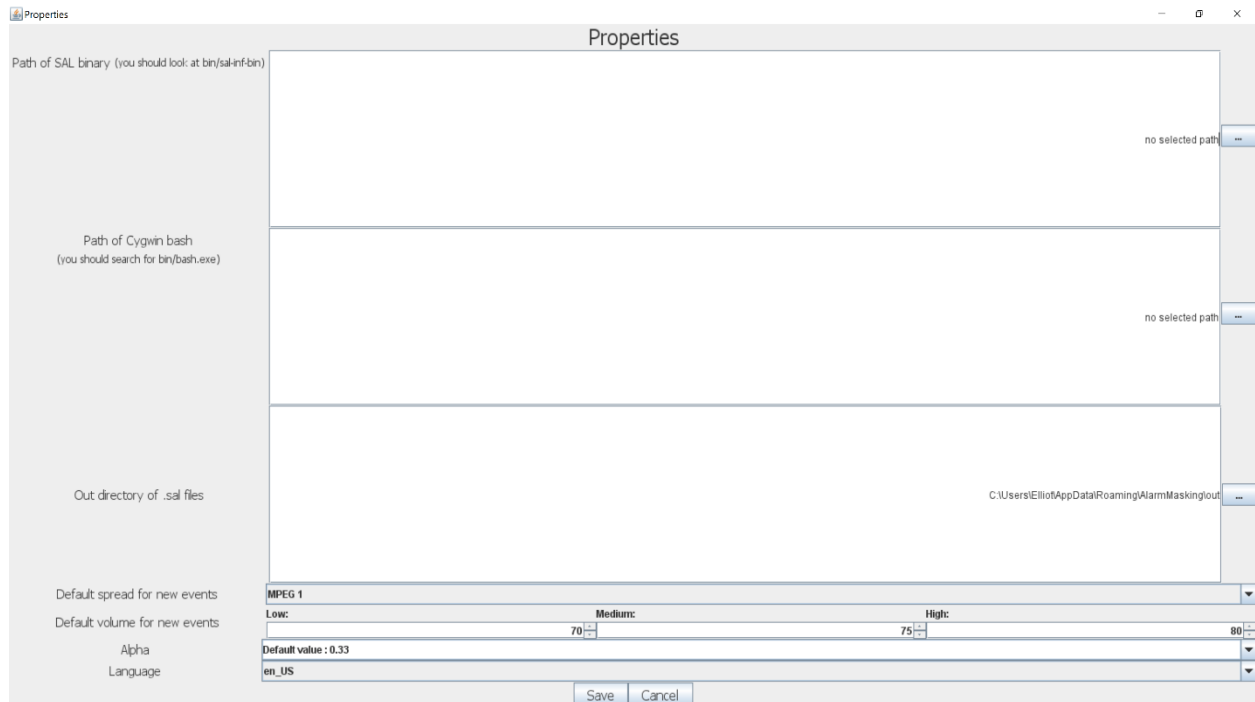 Properties
Properties
Path of SAL binary (you should look at bin/sal-inf-bin)
no selected path
...
Path of Cygwin bash
(you should search for bin/bash.exe)
no selected path
...
Out directory of .sal files
C:\Users\Elliot\AppData\Roaming\AlarmMasking\out
...
Default spread for new events
MPEG 1
Default volume for new events
Low: Medium: High:
70 75 80
Alpha
Default value : 0.33
Language
en_US
Save Cancel